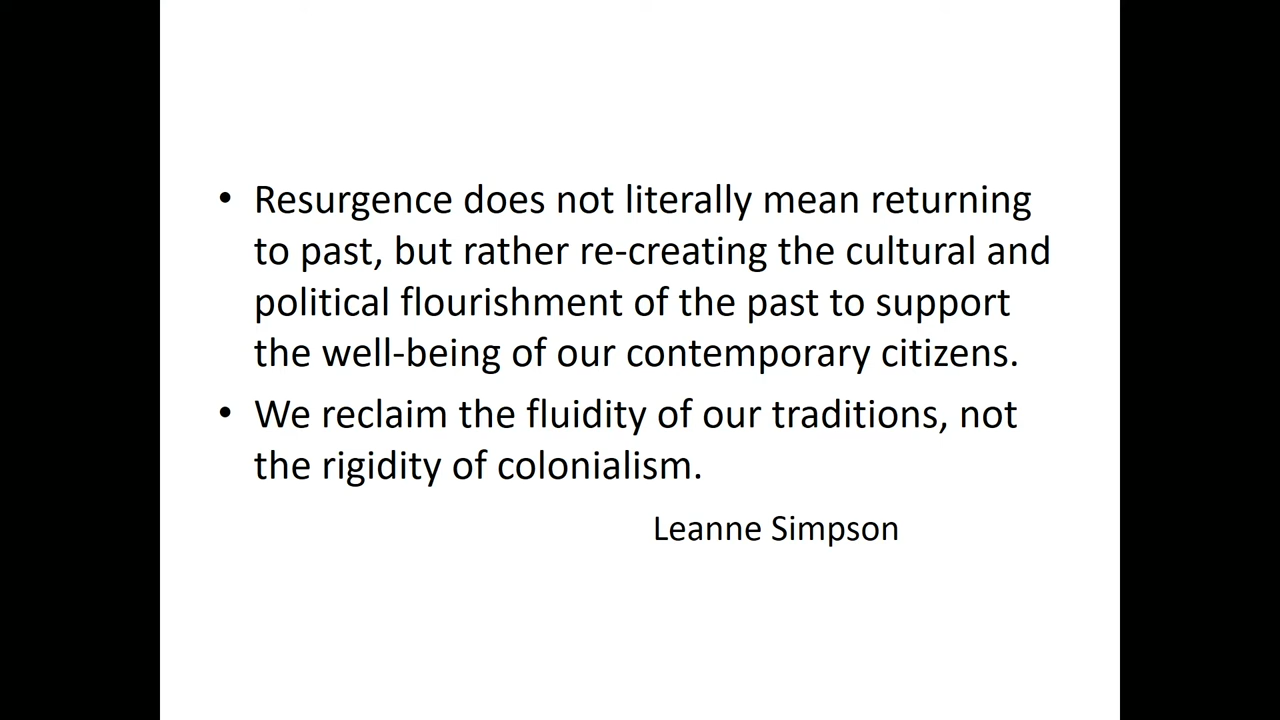 • Resurgence does not literally mean returning
to past, but rather re-creating the cultural and
political flourishment of the past to support
the well-being of our contemporary citizens.
• We reclaim the fluidity of our traditions, not
the rigidity of colonialism.
Leanne Simpson